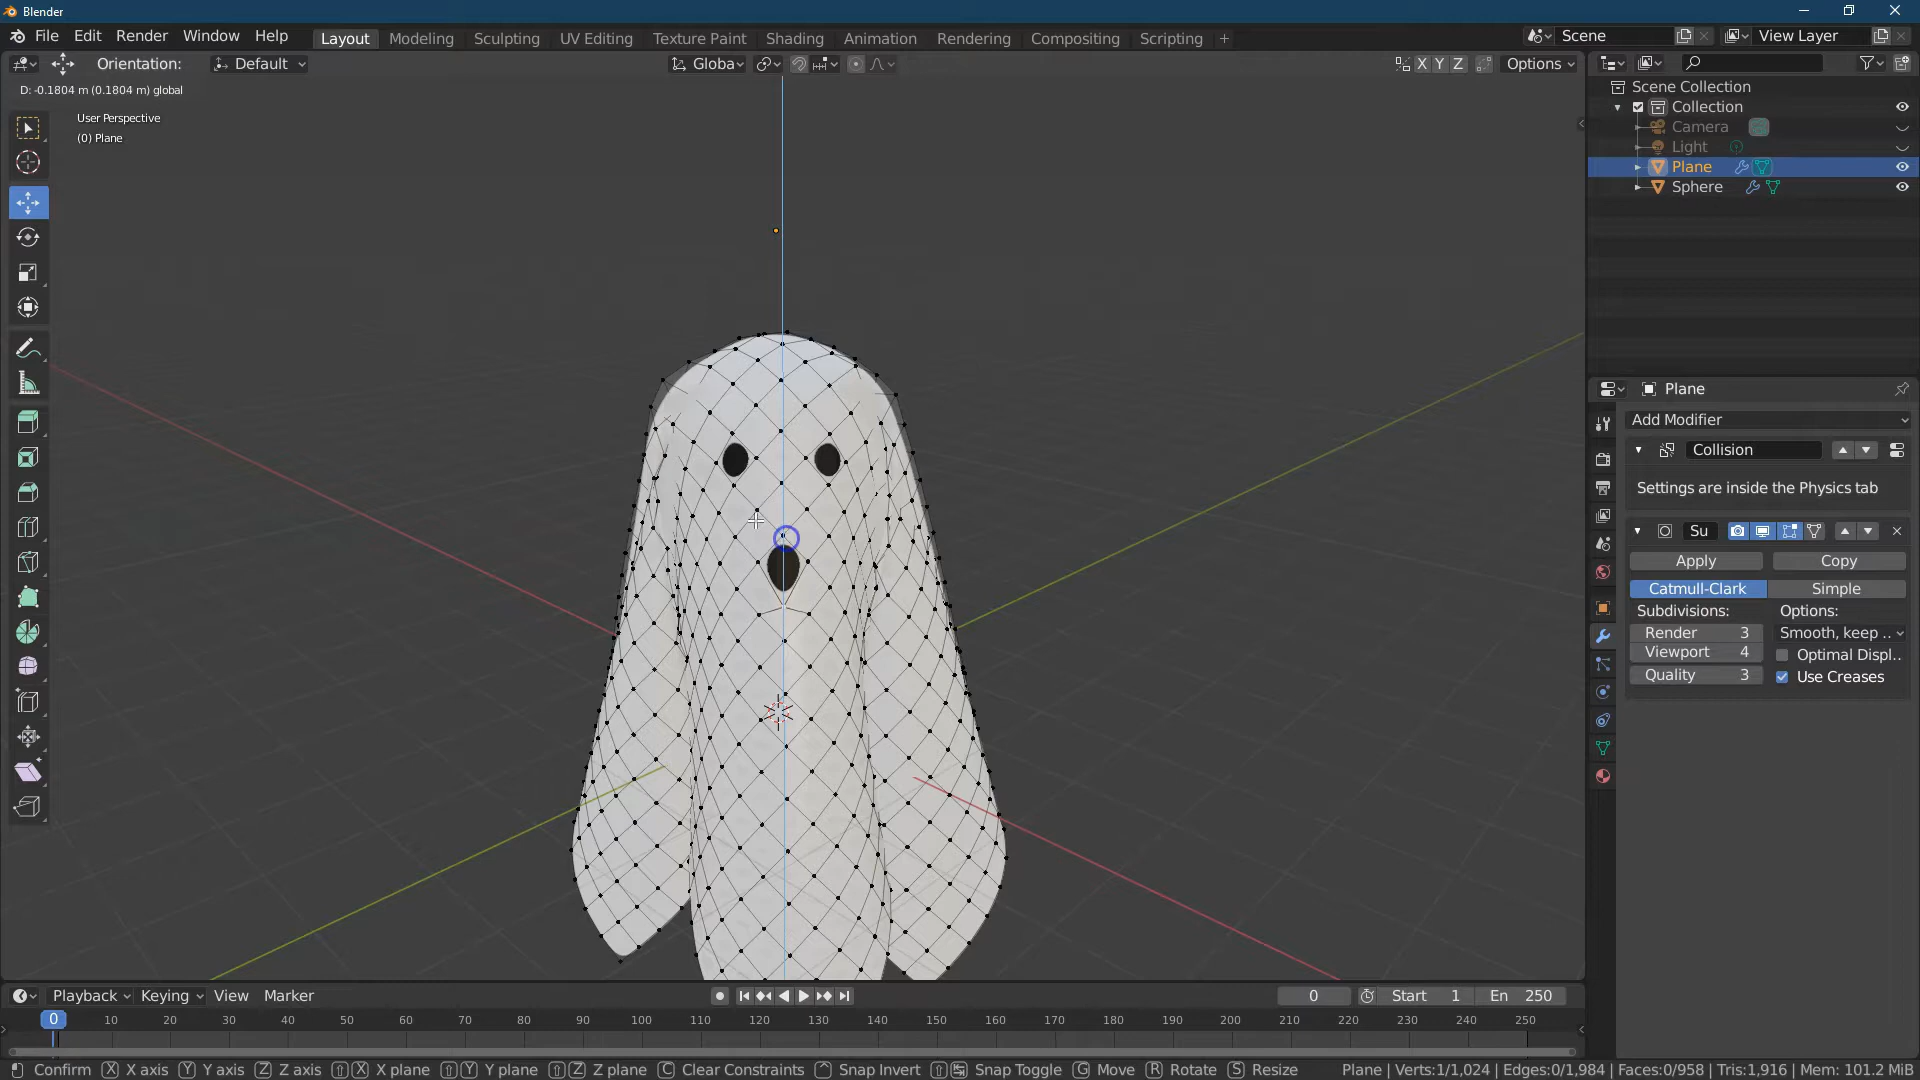 Blender
File Edit Render Window Help Layout Modeling Sculpting UV Editing Texture Paint Shading Animation Rendering Compositing Scripting + Scene View Layer
Orientation: Default Globa X Y Z Options
D: -0.1804 m (0.1804 m) global
User Perspective
(0) Plane
Scene Collection
Collection
Camera
Light
Plane
Sphere
Plane
Add Modifier
Collision
Settings are inside the Physics tab
Su
Apply Copy
Catmull-Clark Simple
Subdivisions: Options:
Render 3 Smooth, keep ..
Viewport 4 Optimal Displ..
Quality 3 Use Creases
Playback Keying View Marker 0 Start 1 En 250
0 10 20 30 40 50 60 70 80 90 100 110 120 130 140 150 160 170 180 190 200 210 220 230 240 250
Confirm X X axis Y Y axis Z Z axis X X plane Y Y plane Z Z plane C Clear Constraints Snap Invert Snap Toggle G Move R Rotate S Resize Plane | Verts:1/1,024 | Edges:0/1,984 | Faces:0/958 | Tris:1,916 | Mem: 101.2 MiB